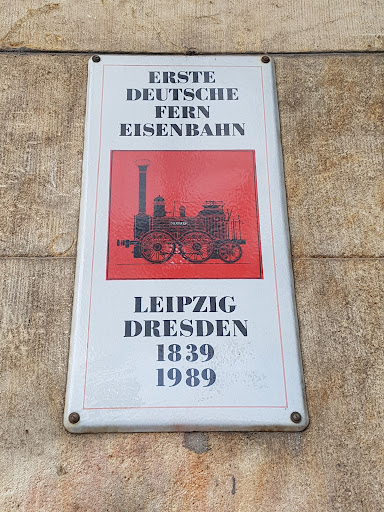 ERSTE
DEUTSCHE
FERN
EISENBAHN
LEIPZIG
DRESDEN
1839
1989